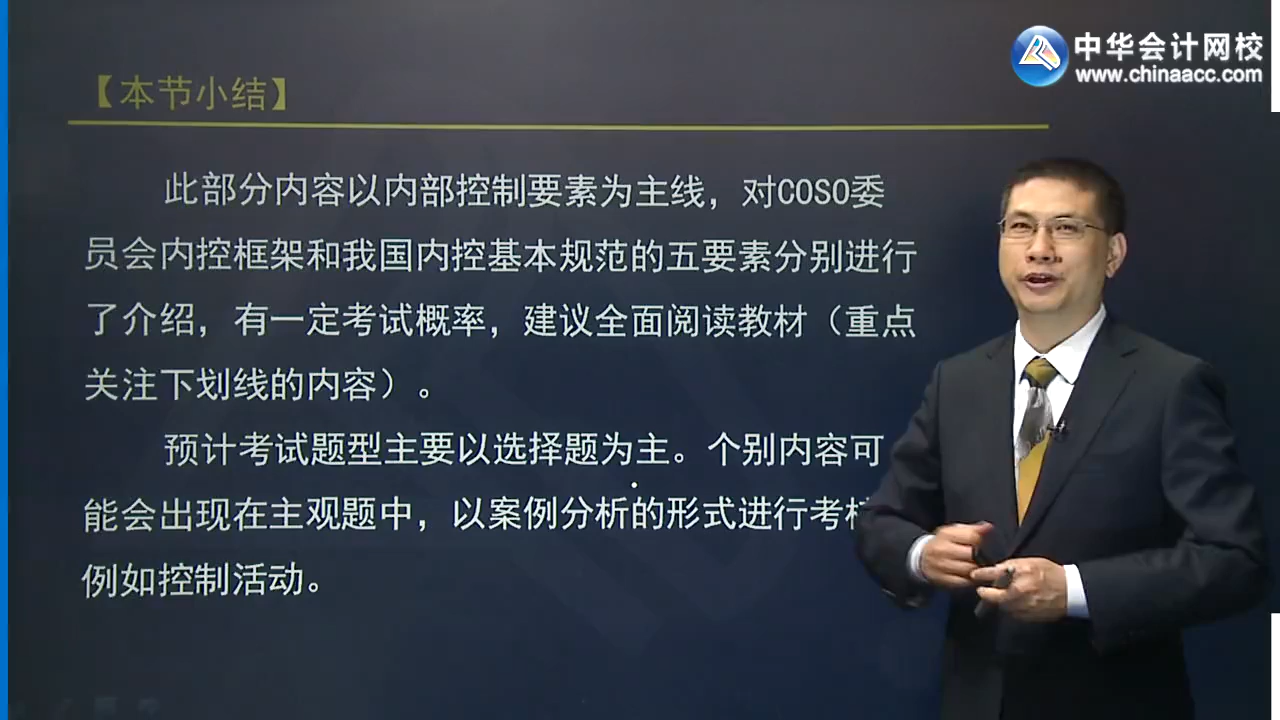 中华会计网校
www.chinaacc.com
【本节小结】
此部分内容以内部控制要素为主线，对COSO委
员会内控框架和我国内控基本规范的五要素分别进行
了介绍，有一定考试概率，建议全面阅读教材（重点
关注下划线的内容）。
预计考试题型主要以选择题为主。个别内容可
能会出现在主观题中，以案例分析的形式进行考
例如控制活动。